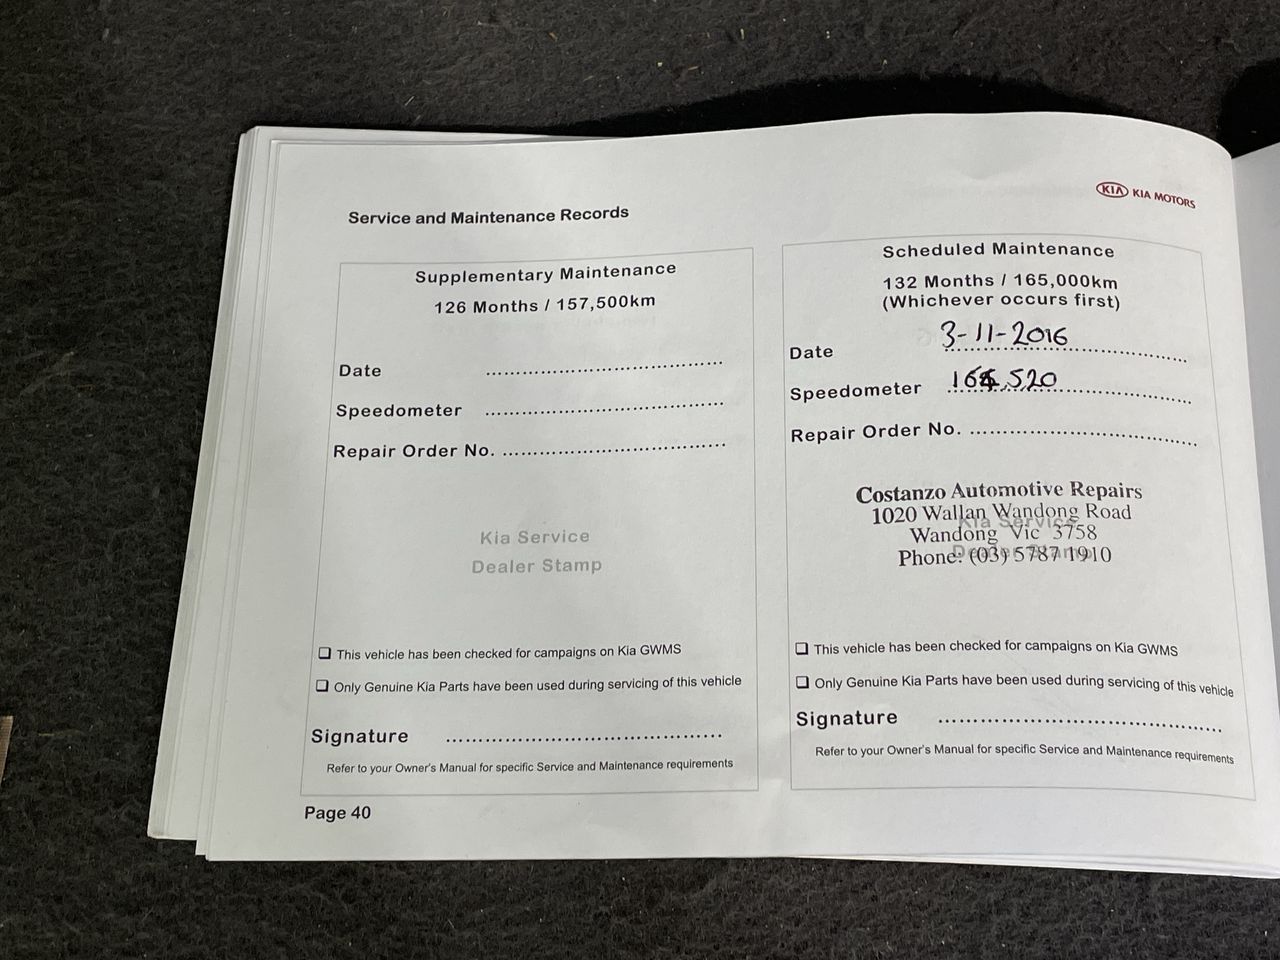 KIA KIA MOTORS
Service and Maintenance Records
Supplementary Maintenance
126 Months / 157,500km
Date ........................................
Speedometer ........................................
Repair Order No. ......................................
Kia Service
Dealer Stamp
❑ This vehicle has been checked for campaigns on Kia GWMS
❑ Only Genuine Kia Parts have been used during servicing of this vehicle
Signature ........................................
Refer to your Owner's Manual for specific Service and Maintenance requirements
Page 40
Scheduled Maintenance
132 Months / 165,000km
(Whichever occurs first)
Date 3-11-2016
Speedometer
Repair Order No. ......................................
Costanzo Automotive Repairs
1020 Wallan Wandong Road
Kia Service
Wandong Vic 3758
Dealer Stamp
Phone: (03) 5787 1910
❑ This vehicle has been checked for campaigns on Kia GWMS
❑ Only Genuine Kia Parts have been used during servicing of this vehicle
Signature ........................................
Refer to your Owner's Manual for specific Service and Maintenance requirements